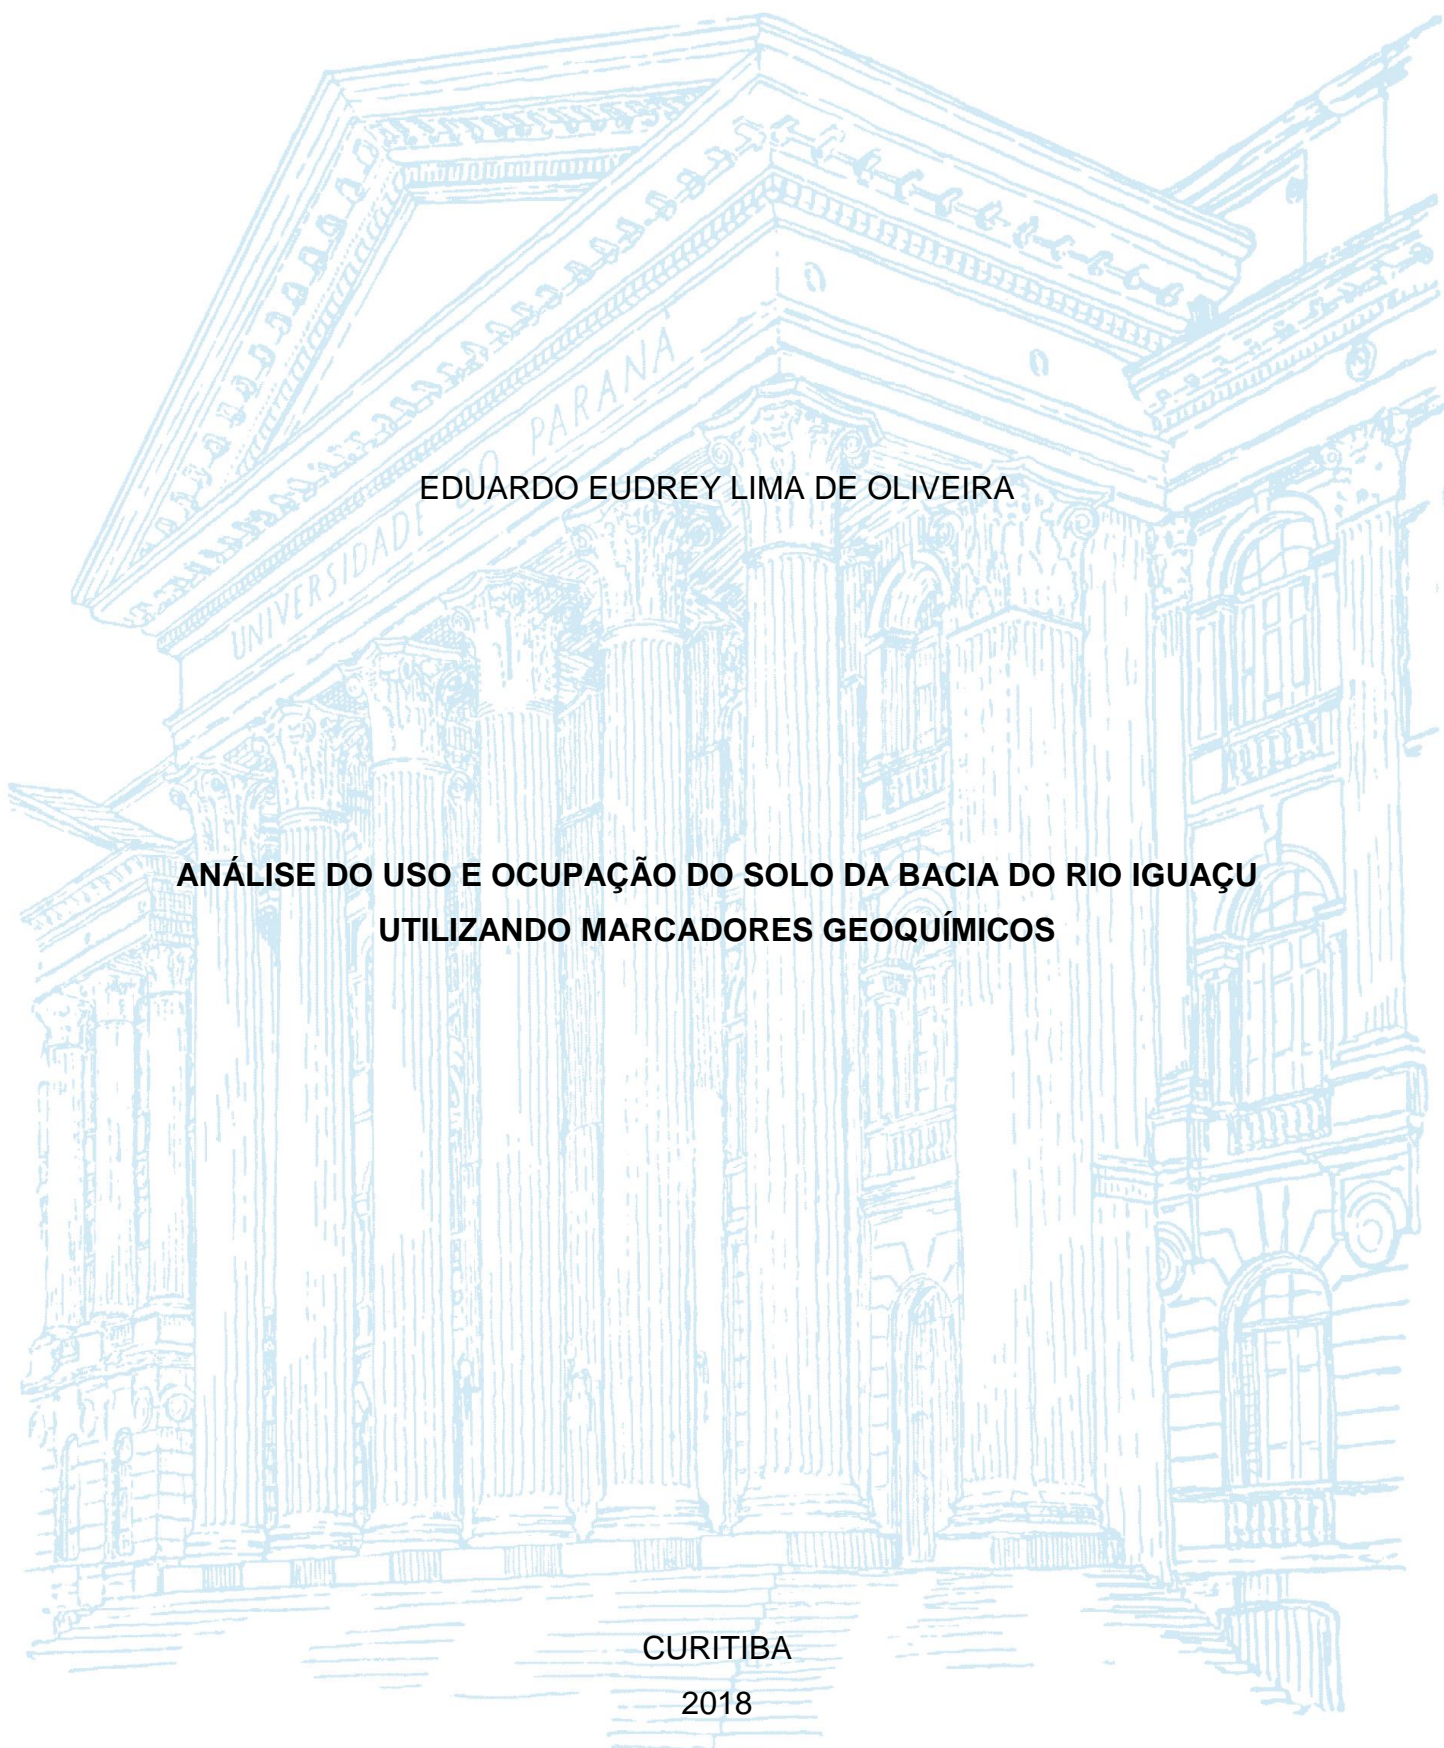 UNIVERSIDADE DO PARANÁ
EDUARDO EUDREY LIMA DE OLIVEIRA
ANÁLISE DO USO E OCUPAÇÃO DO SOLO DA BACIA DO RIO IGUAÇU
UTILIZANDO MARCADORES GEOQUÍMICOS
CURITIBA
2018